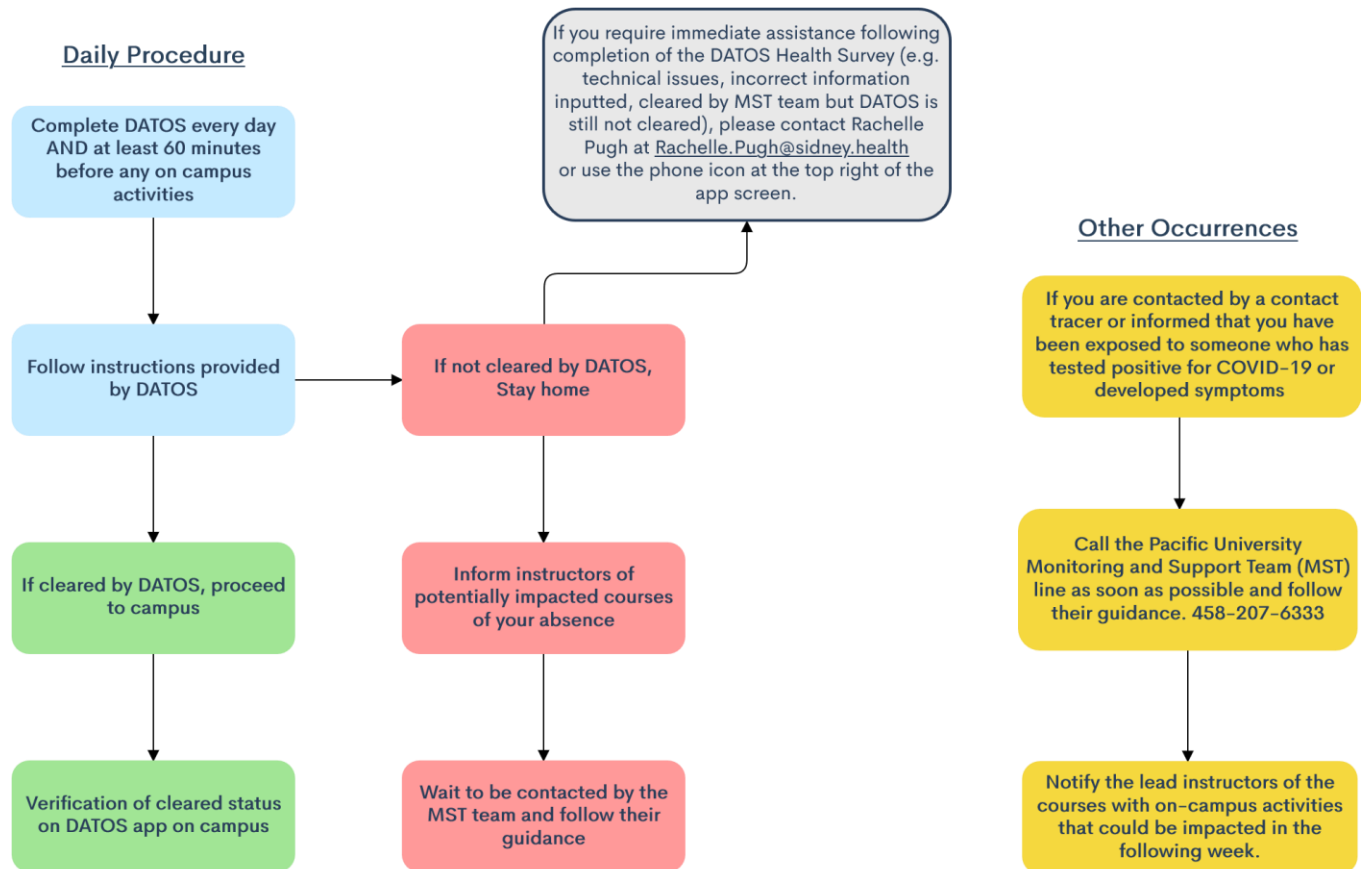 Daily Procedure
Complete DATOS every day
AND at least 60 minutes
before any on campus
activities
Follow instructions provided
by DATOS
If cleared by DATOS, proceed
to campus
Verification of cleared status
on DATOS app on campus
If you require immediate assistance following
completion of the DATOS Health Survey (e.g.
technical issues, incorrect information
inputted, cleared by MST team but DATOS is
still not cleared), please contact Rachelle
Pugh at Rachelle.Pugh@sidney.health
or use the phone icon at the top right of the
app screen.
If not cleared by DATOS,
Stay home
Inform instructors of
potentially impacted courses
of your absence
Wait to be contacted by the
MST team and follow their
guidance
Other Occurrences
If you are contacted by a contact
tracer or informed that you have
been exposed to someone who has
tested positive for COVID-19 or
developed symptoms
Call the Pacific University
Monitoring and Support Team (MST)
line as soon as possible and follow
their guidance. 458-207-6333
Notify the lead instructors of the
courses with on-campus activities
that could be impacted in the
following week.